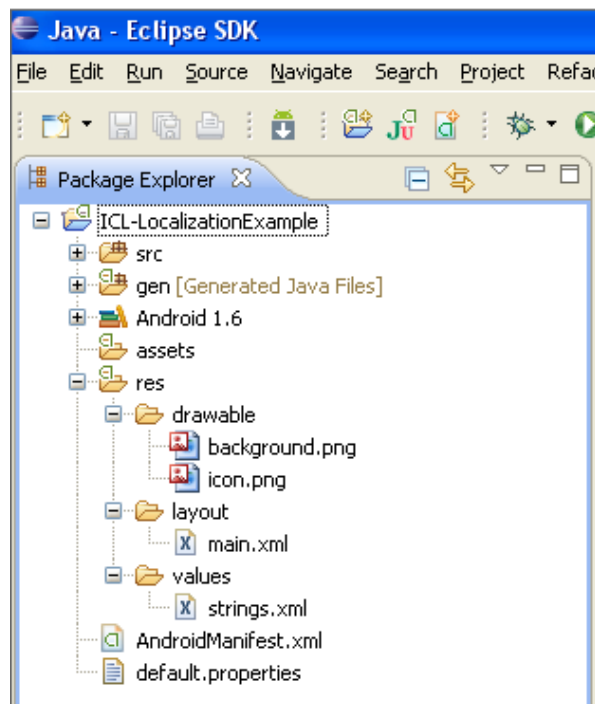 Java - Eclipse SDK
File Edit Run Source Navigate Search Project Refac
Package Explorer
ICL-LocalizationExample
src
gen [Generated Java Files]
Android 1.6
assets
res
drawable
background.png
icon.png
layout
main.xml
values
strings.xml
AndroidManifest.xml
default.properties